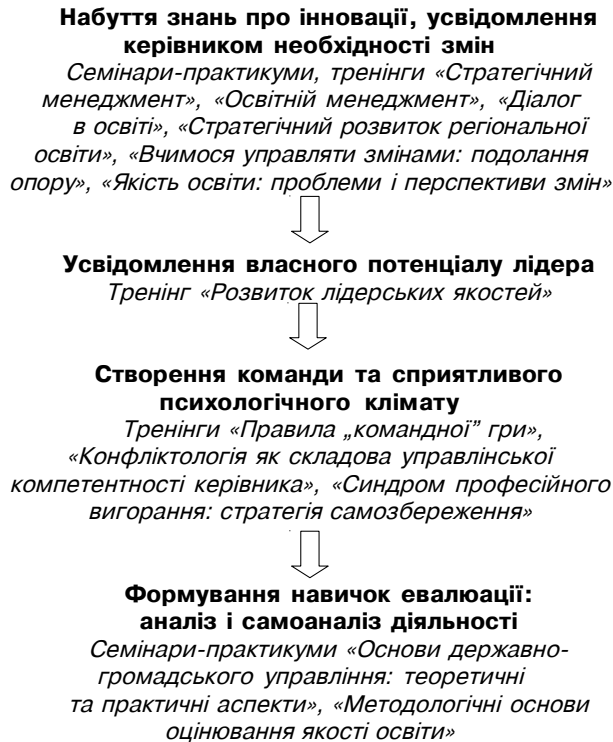 Набуття знань про інновації, усвідомлення
керівником необхідності змін
Семінари-практикуми, тренінги «Стратегічний
менеджмент», «Освітній менеджмент», «Діалог
в освіті», «Стратегічний розвиток регіональної
освіти», «Вчимося управляти змінами: подолання
опору», «Якість освіти: проблеми і перспективи змін»
Усвідомлення власного потенціалу лідера
Тренінг «Розвиток лідерських якостей»
Створення команди та сприятливого
психологічного клімату
Тренінги «Правила „командної” гри»,
«Конфліктологія як складова управлінської
компетентності керівника», «Синдром професійного
вигорання: стратегія самозбереження»
Формування навичок евалюації:
аналіз і самоаналіз діяльності
Семінари-практикуми «Основи державно-
громадського управління: теоретичні
та практичні аспекти», «Методологічні основи
оцінювання якості освіти»